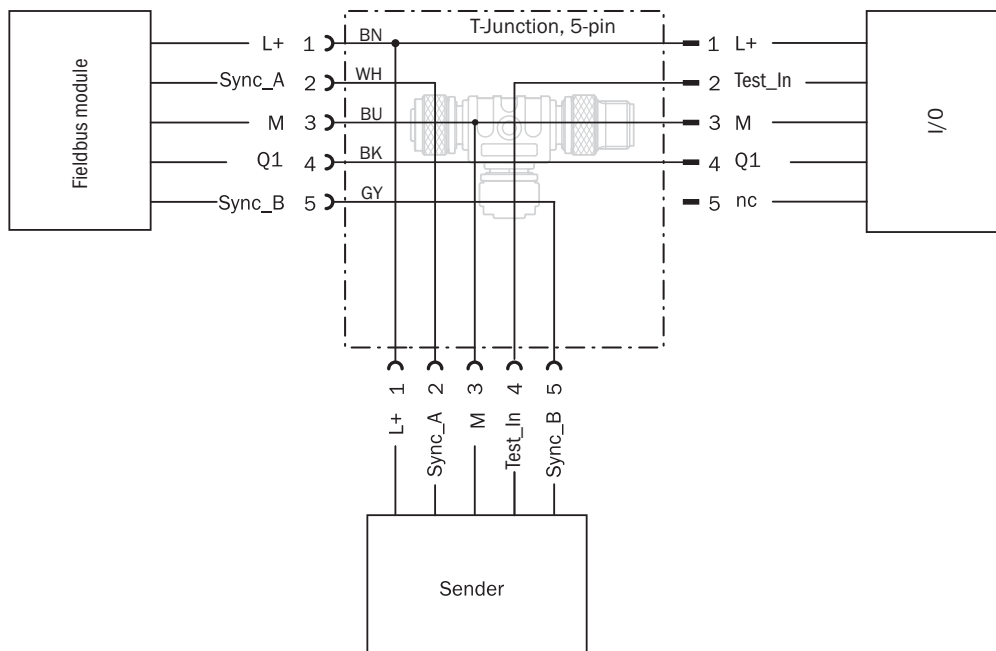 T-Junction, 5-pin
Fieldbus module
L+ 1 BN
Sync_A 2 WH
M 3 BU
Q1 4 BK
Sync_B 5 GY
1 L+
2 Test_In
3 M
4 Q1
5 nc
I/O
1 L+
2 Sync_A
3 M
4 Test_In
5 Sync_B
Sender